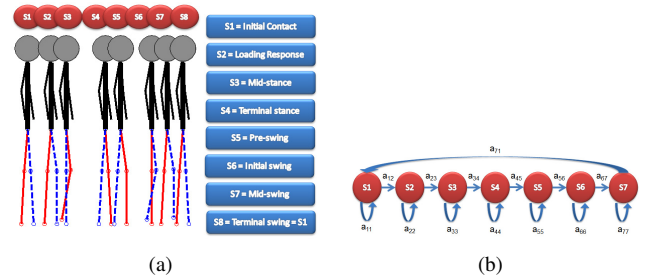 S1 S2 S3 S4 S5 S6 S7 S8
S1 = Initial Contact
S2 = Loading Response
S3 = Mid-stance
S4 = Terminal stance
S5 = Pre-swing
S6 = Initial swing
S7 = Mid-swing
S8 = Terminal swing = S1
(a)
a71
a12 a23 a34 a45 a56 a67
S1 S2 S3 S4 S5 S6 S7
a11 a22 a33 a44 a55 a66 a77
(b)